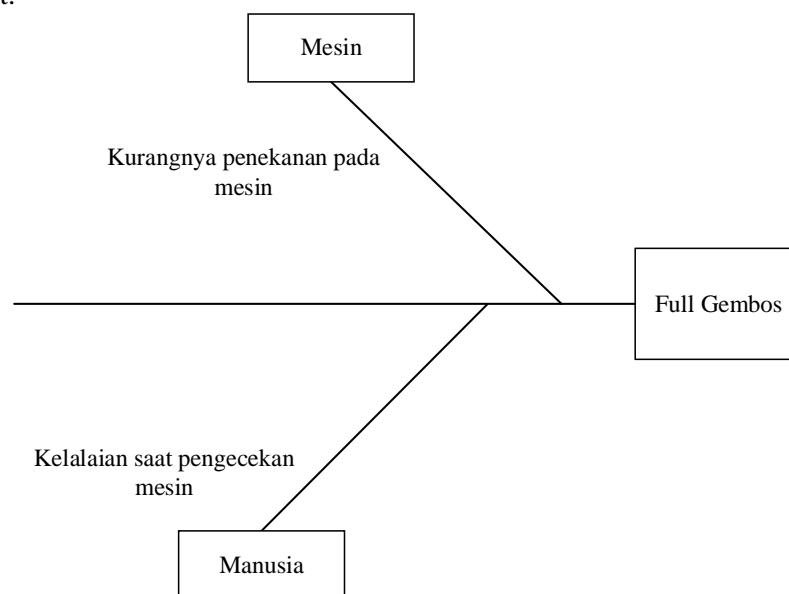 Mesin
Kurangnya penekanan pada
mesin
Full Gembos
Kelalaian saat pengecekan
mesin
Manusia